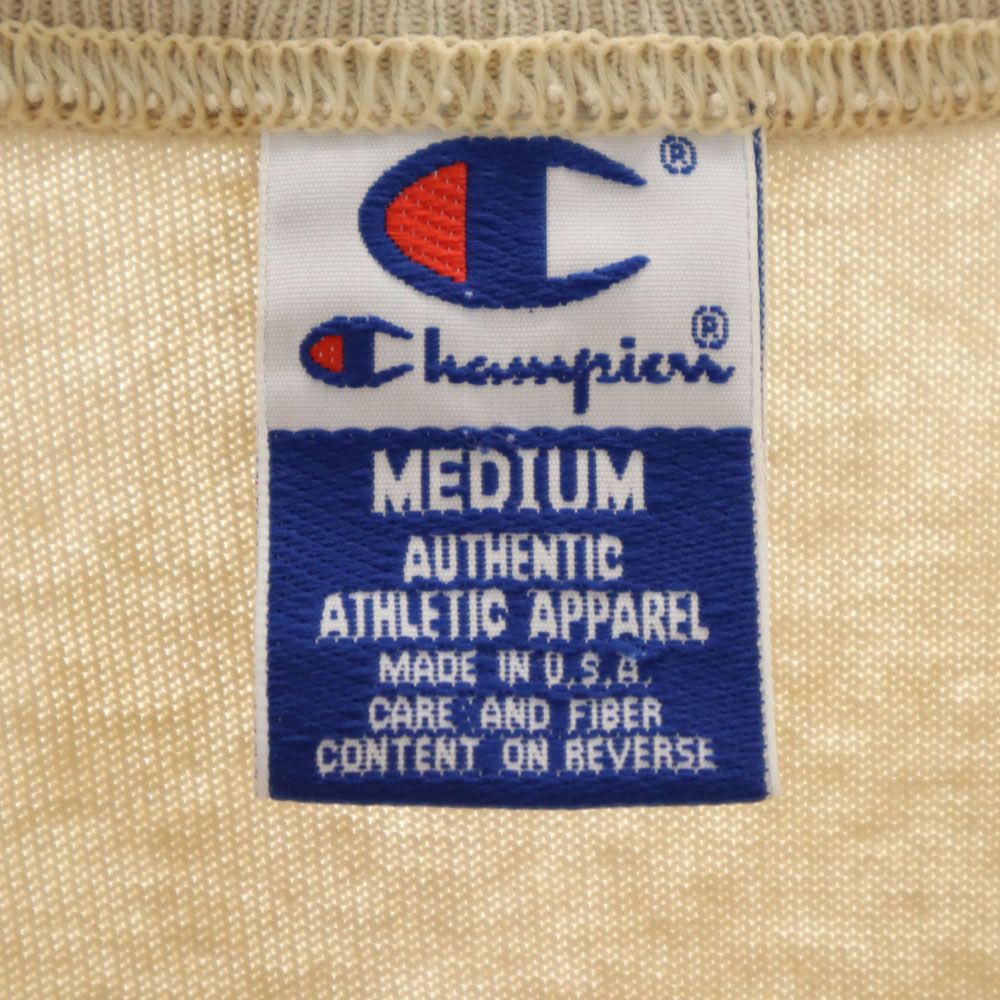 C ®
Champion ®
MEDIUM
AUTHENTIC
ATHLETIC APPAREL
MADE IN U.S.A.
CARE AND FIBER
CONTENT ON REVERSE